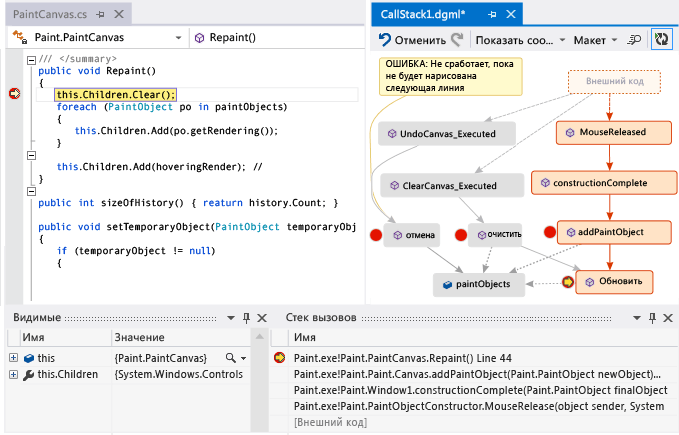 PaintCanvas.cs
Paint.PaintCanvas
Repaint()
/// </summary>
public void Repaint()
{
this.Children.Clear();
foreach (PaintObject po in paintObjects)
{
this.Children.Add(po.getRendering());
}
this.Children.Add(hoveringRender); //
}
public int sizeOfHistory() { reaturn history.Count; }
public void setTemporaryObject(PaintObject temporaryObj
{
if (temporaryObject != null)
{
CallStack1.dgml*
Отменить
Показать соо...
Макет
ОШИБКА: Не сработает, пока
не будет нарисована
следующая линия
Внешний код
UndoCanvas_Executed
MouseReleased
ClearCanvas_Executed
constructionComplete
отмена
очистить
addPaintObject
paintObjects
Обновить
Видимые
Имя
Значение
this
{Paint.PaintCanvas}
this.Children
{System.Windows.Controls
Стек вызовов
Имя
Paint.exe!Paint.PaintCanvas.Repaint() Line 44
Paint.exe!Paint.Paint.Canvas.addPaintObject(Paint.PaintObject newObject)...
Paint.exe!Paint.Window1.constructionComplete(Paint.PaintObject finalObject
Paint.exe!Paint.PaintObjectConstructor.MouseRelease(object sender, System
[Внешний код]